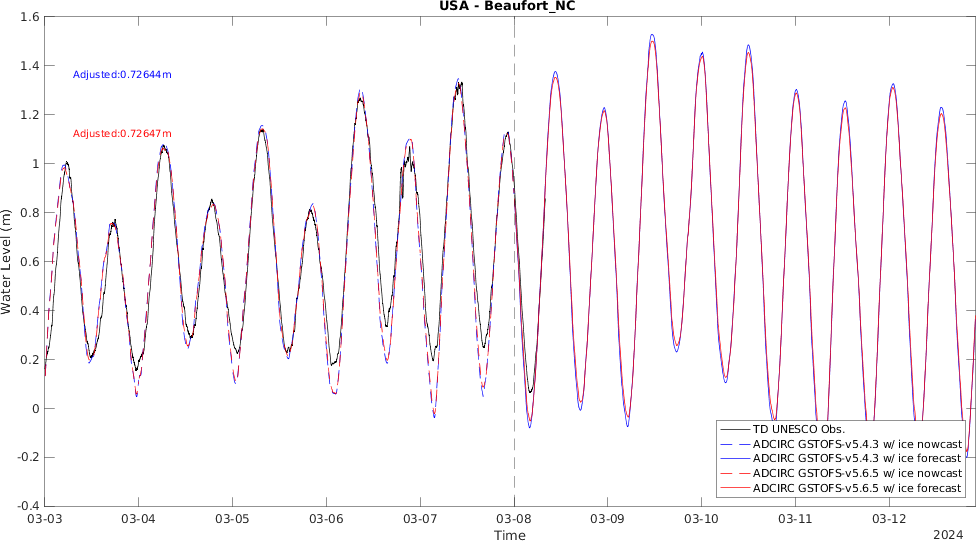 USA - Beaufort_NC
1.6
1.4
1.2
1
0.8
0.6
0.4
0.2
0
-0.2
-0.4
Water Level (m)
Adjusted:0.72644m
Adjusted:0.72647m
TD UNESCO Obs.
ADCIRC GSTOFS-v5.4.3 w/ ice nowcast
ADCIRC GSTOFS-v5.4.3 w/ ice forecast
ADCIRC GSTOFS-v5.6.5 w/ ice nowcast
ADCIRC GSTOFS-v5.6.5 w/ ice forecast
03-03 03-04 03-05 03-06 03-07 03-08 03-09 03-10 03-11 03-12
Time
2024